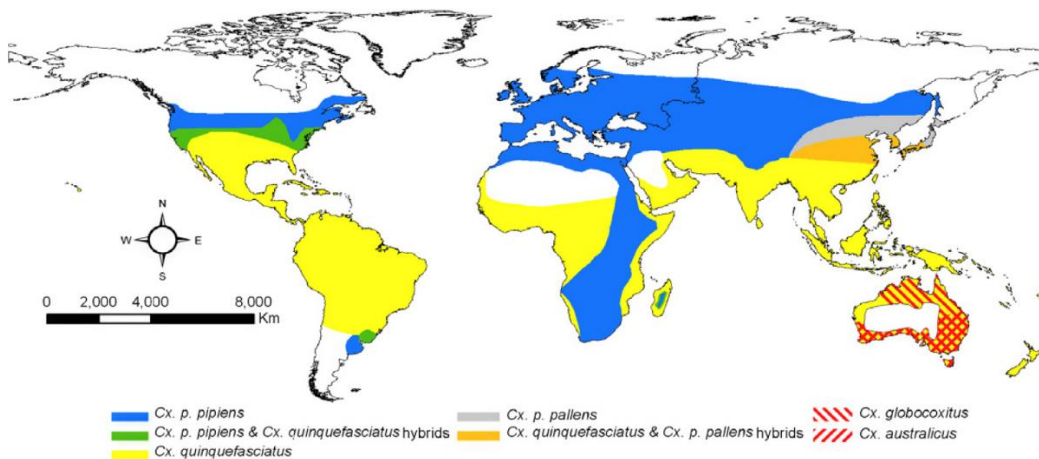 N
W E
S
0 2,000 4,000 8,000
Km
Cx. p. pipiens
Cx. p. pipiens & Cx. quinquefasciatus hybrids
Cx. quinquefasciatus
Cx. p. pallens
Cx. quinquefasciatus & Cx. p. pallens hybrids
Cx. globocoxitus
Cx. australicus